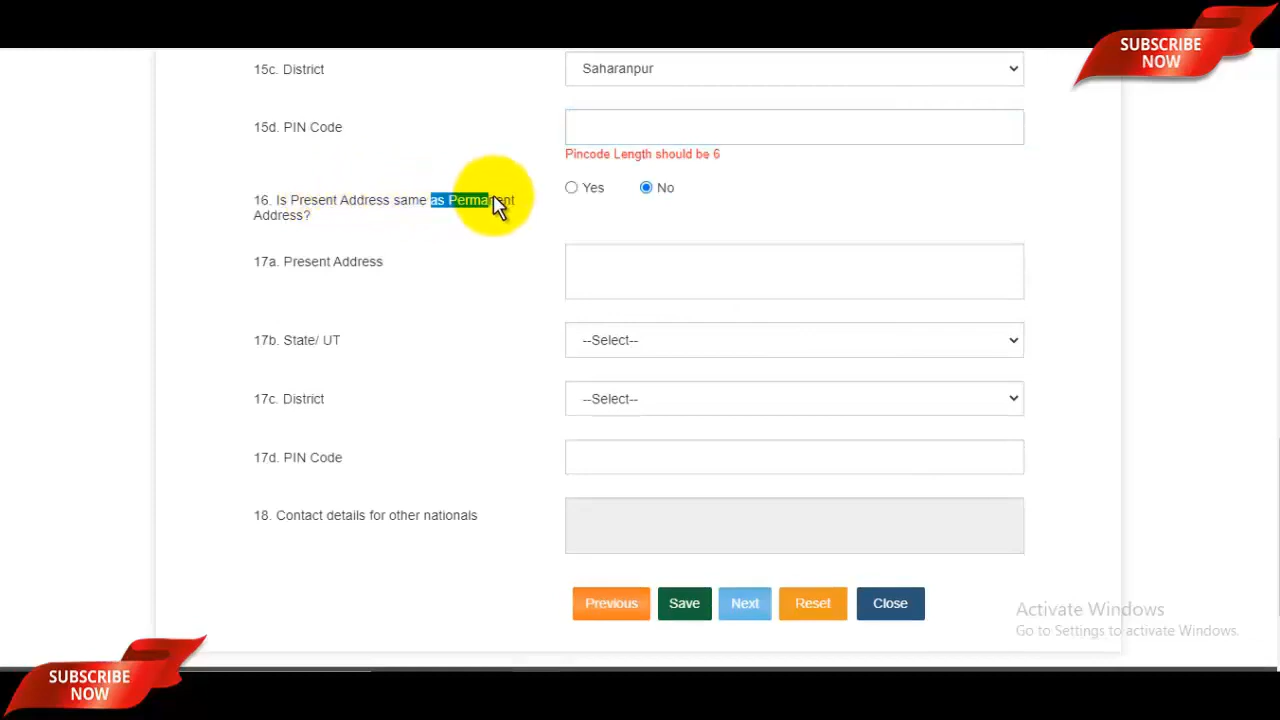 SUBSCRIBE
NOW
15c. District
Saharanpur
15d. PIN Code
Pincode Length should be 6
16. Is Present Address same as Permanent
Address?
Yes
No
17a. Present Address
17b. State/ UT
--Select--
17c. District
--Select--
17d. PIN Code
18. Contact details for other nationals
Previous
Save
Next
Reset
Close
Activate Windows
Go to Settings to activate Windows.
SUBSCRIBE
NOW